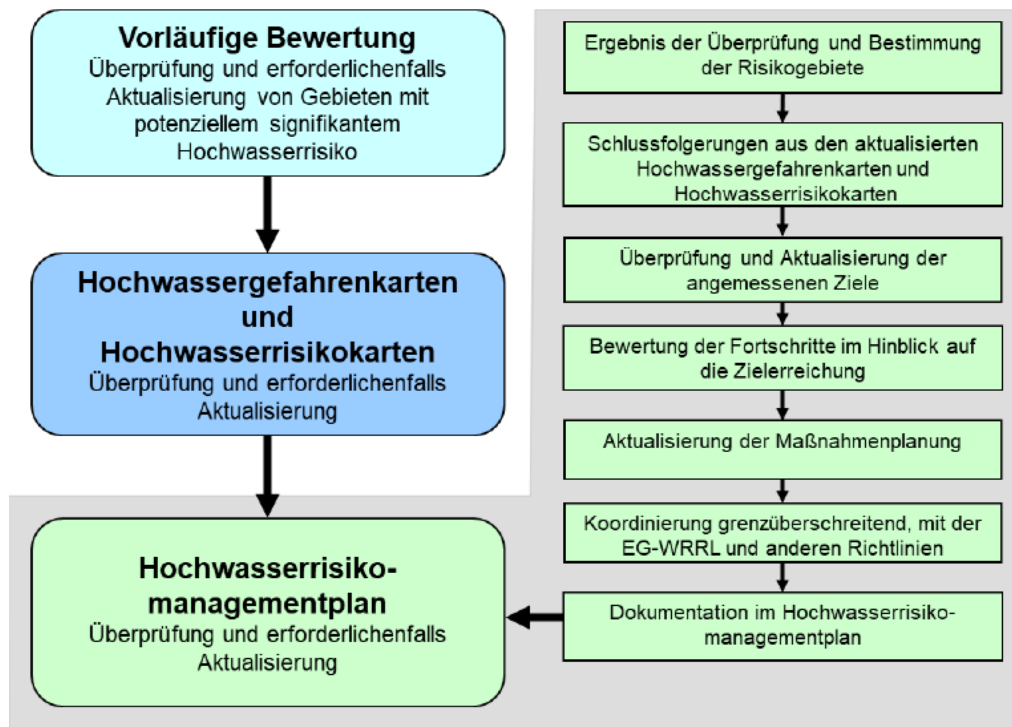 Vorläufige Bewertung
Überprüfung und erforderlichenfalls
Aktualisierung von Gebieten mit
potenziellem signifikantem
Hochwasserrisiko
Hochwassergefahrenkarten
und
Hochwasserrisikokarten
Überprüfung und erforderlichenfalls
Aktualisierung
Hochwasserrisiko-
managementplan
Überprüfung und erforderlichenfalls
Aktualisierung
Ergebnis der Überprüfung und Bestimmung
der Risikogebiete
Schlussfolgerungen aus den aktualisierten
Hochwassergefahrenkarten und
Hochwasserrisikokarten
Überprüfung und Aktualisierung der
angemessenen Ziele
Bewertung der Fortschritte im Hinblick auf
die Zielerreichung
Aktualisierung der Maßnahmenplanung
Koordinierung grenzüberschreitend, mit der
EG-WRRL und anderen Richtlinien
Dokumentation im Hochwasserrisiko-
managementplan